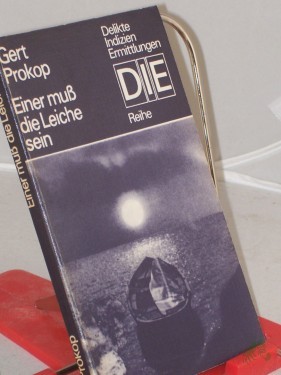 Gert
Prokop
Einer muß
die Leiche
sein
Delikte
Indizien
Ermittlungen
DIE
Reihe
Einer muß die Leiche
Prokop